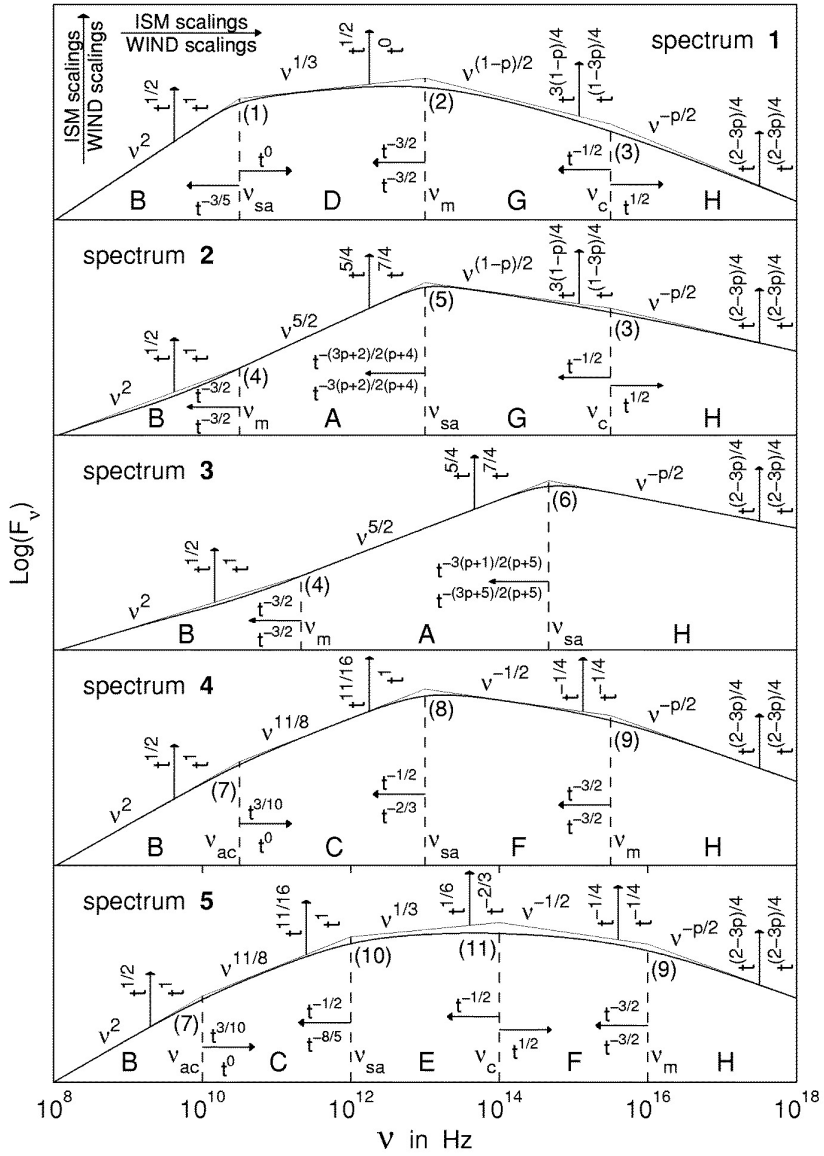 ISM scalings
WIND scalings
ISM scalings
WIND scalings
spectrum 1
ν^2
t^{1/2}
t^1
ν^{1/3}
t^{1/2}
t^0
ν^{(1−p)/2}
t^{3(1−p)/4}
t^{(1−3p)/4}
ν^{−p/2}
t^{(2−3p)/4}
t^{(2−3p)/4}
(1)
(2)
(3)
t^0
t^{−3/5}
t^{−3/2}
t^{−3/2}
t^{−1/2}
t^{1/2}
B
ν_sa
D
ν_m
G
ν_c
H
spectrum 2
ν^2
t^{1/2}
t^1
ν^{5/2}
t^{5/4}
t^{7/4}
ν^{(1−p)/2}
t^{3(1−p)/4}
t^{(1−3p)/4}
ν^{−p/2}
t^{(2−3p)/4}
t^{(2−3p)/4}
(4)
(5)
(3)
t^{−3/2}
t^{−3/2}
t^{−(3p+2)/2(p+4)}
t^{−3(p+2)/2(p+4)}
t^{−1/2}
t^{1/2}
B
ν_m
A
ν_sa
G
ν_c
H
spectrum 3
ν^2
t^{1/2}
t^1
ν^{5/2}
t^{5/4}
t^{7/4}
ν^{−p/2}
t^{(2−3p)/4}
t^{(2−3p)/4}
(4)
(6)
t^{−3/2}
t^{−3/2}
t^{−3(p+1)/2(p+5)}
t^{−(3p+5)/2(p+5)}
B
ν_m
A
ν_sa
H
spectrum 4
ν^2
t^{1/2}
t^1
ν^{11/8}
t^{11/16}
t^1
ν^{−1/2}
t^{−1/4}
t^{−1/4}
ν^{−p/2}
t^{(2−3p)/4}
t^{(2−3p)/4}
(7)
(8)
(9)
t^{3/10}
t^0
t^{−1/2}
t^{−2/3}
t^{−3/2}
t^{−3/2}
B
ν_ac
C
ν_sa
F
ν_m
H
spectrum 5
ν^2
t^{1/2}
t^1
ν^{11/8}
t^{11/16}
t^1
ν^{1/3}
t^{1/6}
t^{−2/3}
ν^{−1/2}
t^{−1/4}
t^{−1/4}
ν^{−p/2}
t^{(2−3p)/4}
t^{(2−3p)/4}
(7)
(10)
(11)
(9)
t^{3/10}
t^0
t^{−1/2}
t^{−8/5}
t^{−1/2}
t^{1/2}
t^{−3/2}
t^{−3/2}
B
ν_ac
C
ν_sa
E
ν_c
F
ν_m
H
Log(F_ν)
10^8
10^10
10^12
10^14
10^16
10^18
ν in Hz